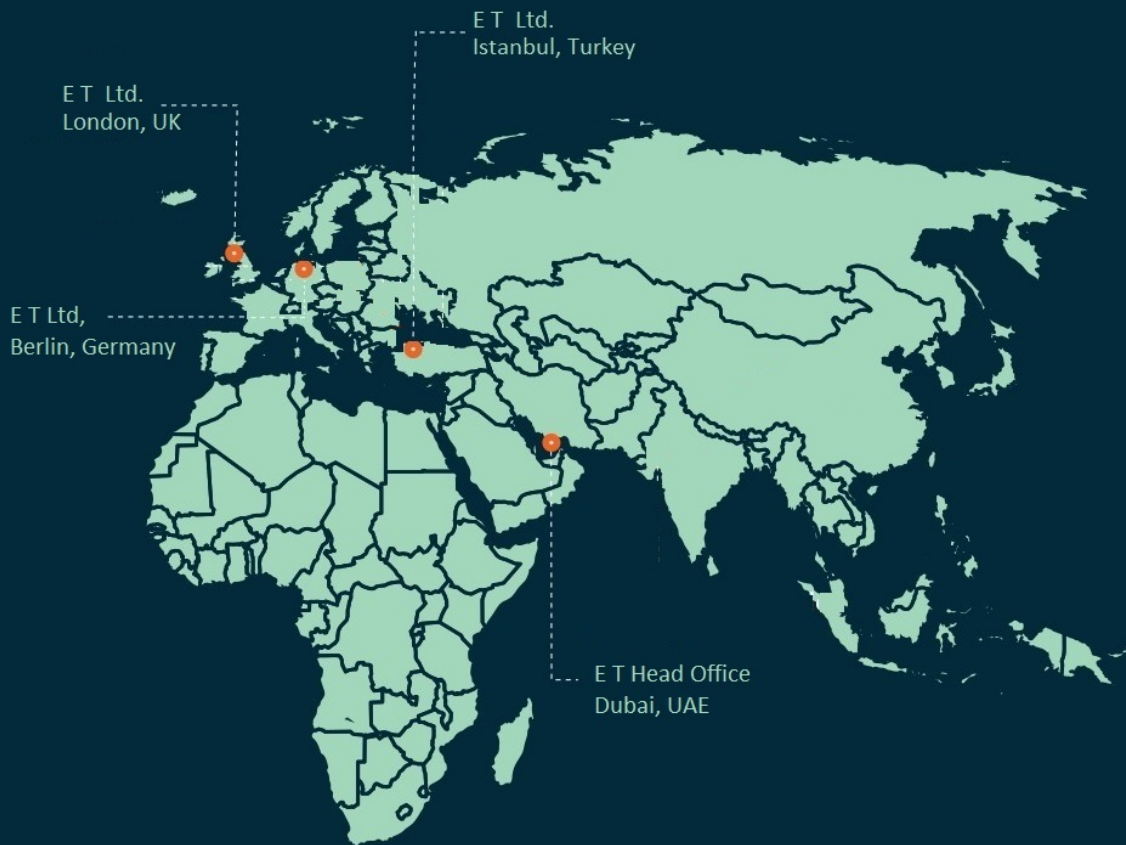 E T Ltd.
Istanbul, Turkey
E T Ltd.
London, UK
E T Ltd,
Berlin, Germany
E T Head Office
Dubai, UAE